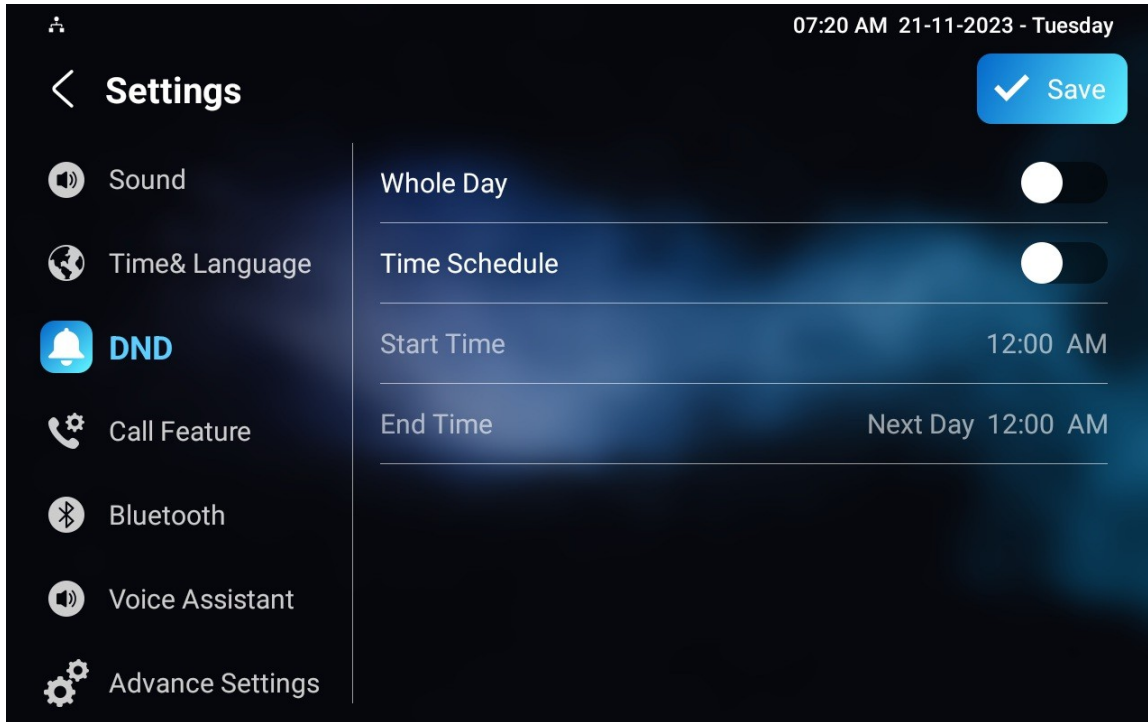 07:20 AM 21-11-2023 - Tuesday
Settings
Save
Sound
Time& Language
DND
Call Feature
Bluetooth
Voice Assistant
Advance Settings
Whole Day
Time Schedule
Start Time 12:00 AM
End Time Next Day 12:00 AM